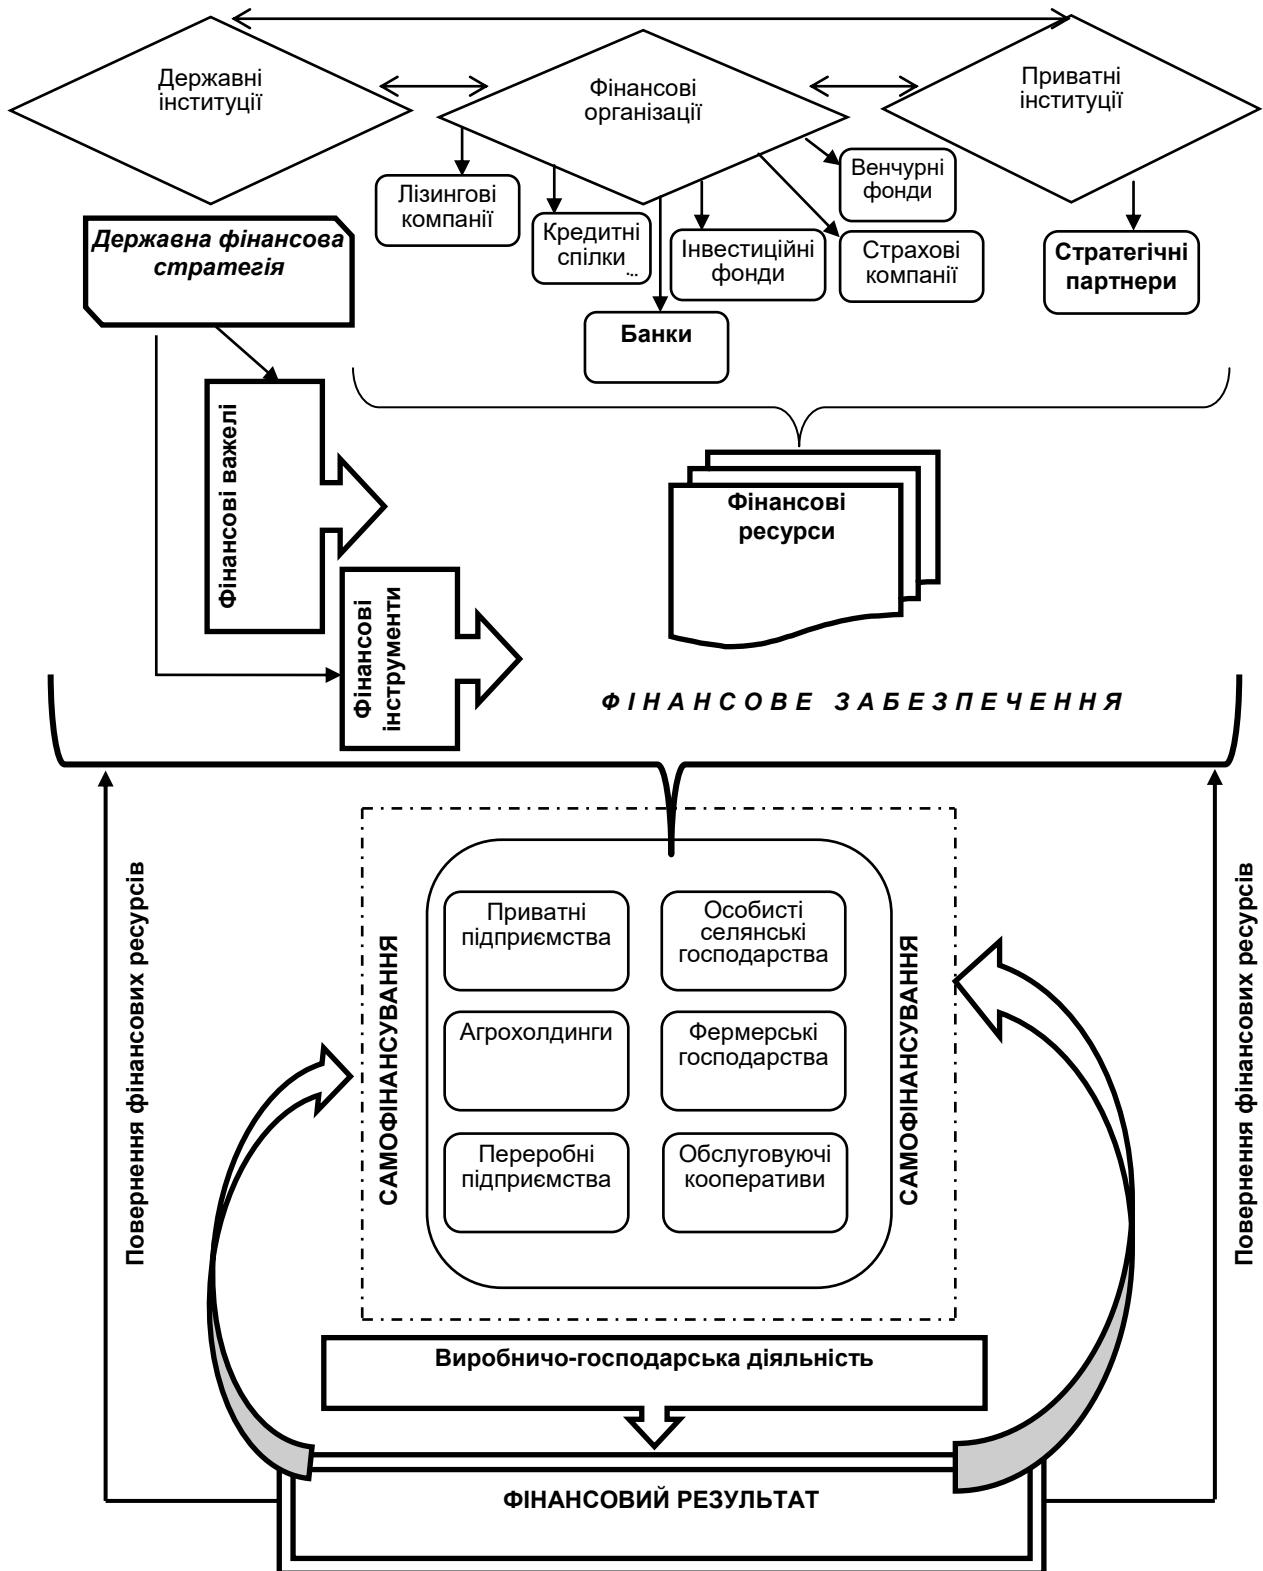 Державні
інституції
Фінансові
організації
Приватні
інституції
Лізингові
компанії
Кредитні
спілки
...
Інвестиційні
фонди
Венчурні
фонди
Страхові
компанії
Стратегічні
партнери
Банки
Державна фінансова
стратегія
Фінансові важелі
Фінансові
ресурси
Фінансові
інструменти
ФІНАНСОВЕ ЗАБЕЗПЕЧЕННЯ
Повернення фінансових ресурсів
САМОФІНАНСУВАННЯ
Приватні
підприємства
Особисті
селянські
господарства
Агрохолдинги
Фермерські
господарства
Переробні
підприємства
Обслуговуючі
кооперативи
САМОФІНАНСУВАННЯ
Повернення фінансових ресурсів
Виробничо-господарська діяльність
ФІНАНСОВИЙ РЕЗУЛЬТАТ